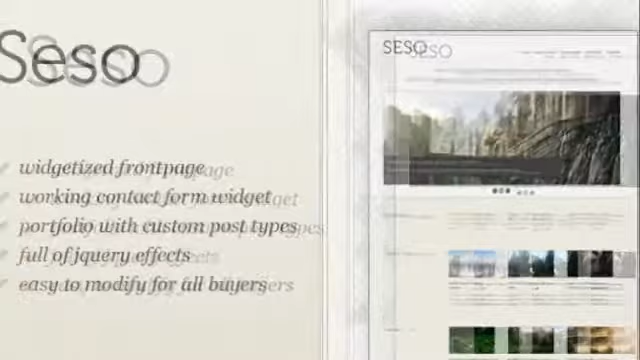 Seso
widgetized frontpage
working contact form widget
portfolio with custom post types
full of jquery effects
easy to modify for all buyers
SESO